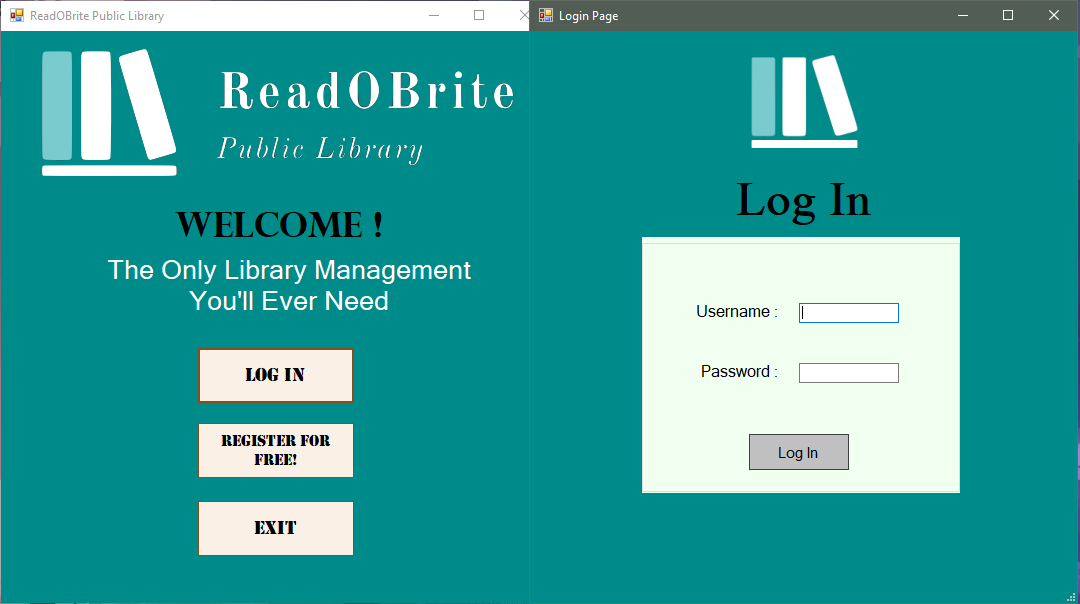 ReadOBrite Public Library
ReadOBrite
Public Library
WELCOME !
The Only Library Management
You'll Ever Need
LOG IN
REGISTER FOR
FREE!
EXIT
Login Page
Log In
Username :
Password :
Log In